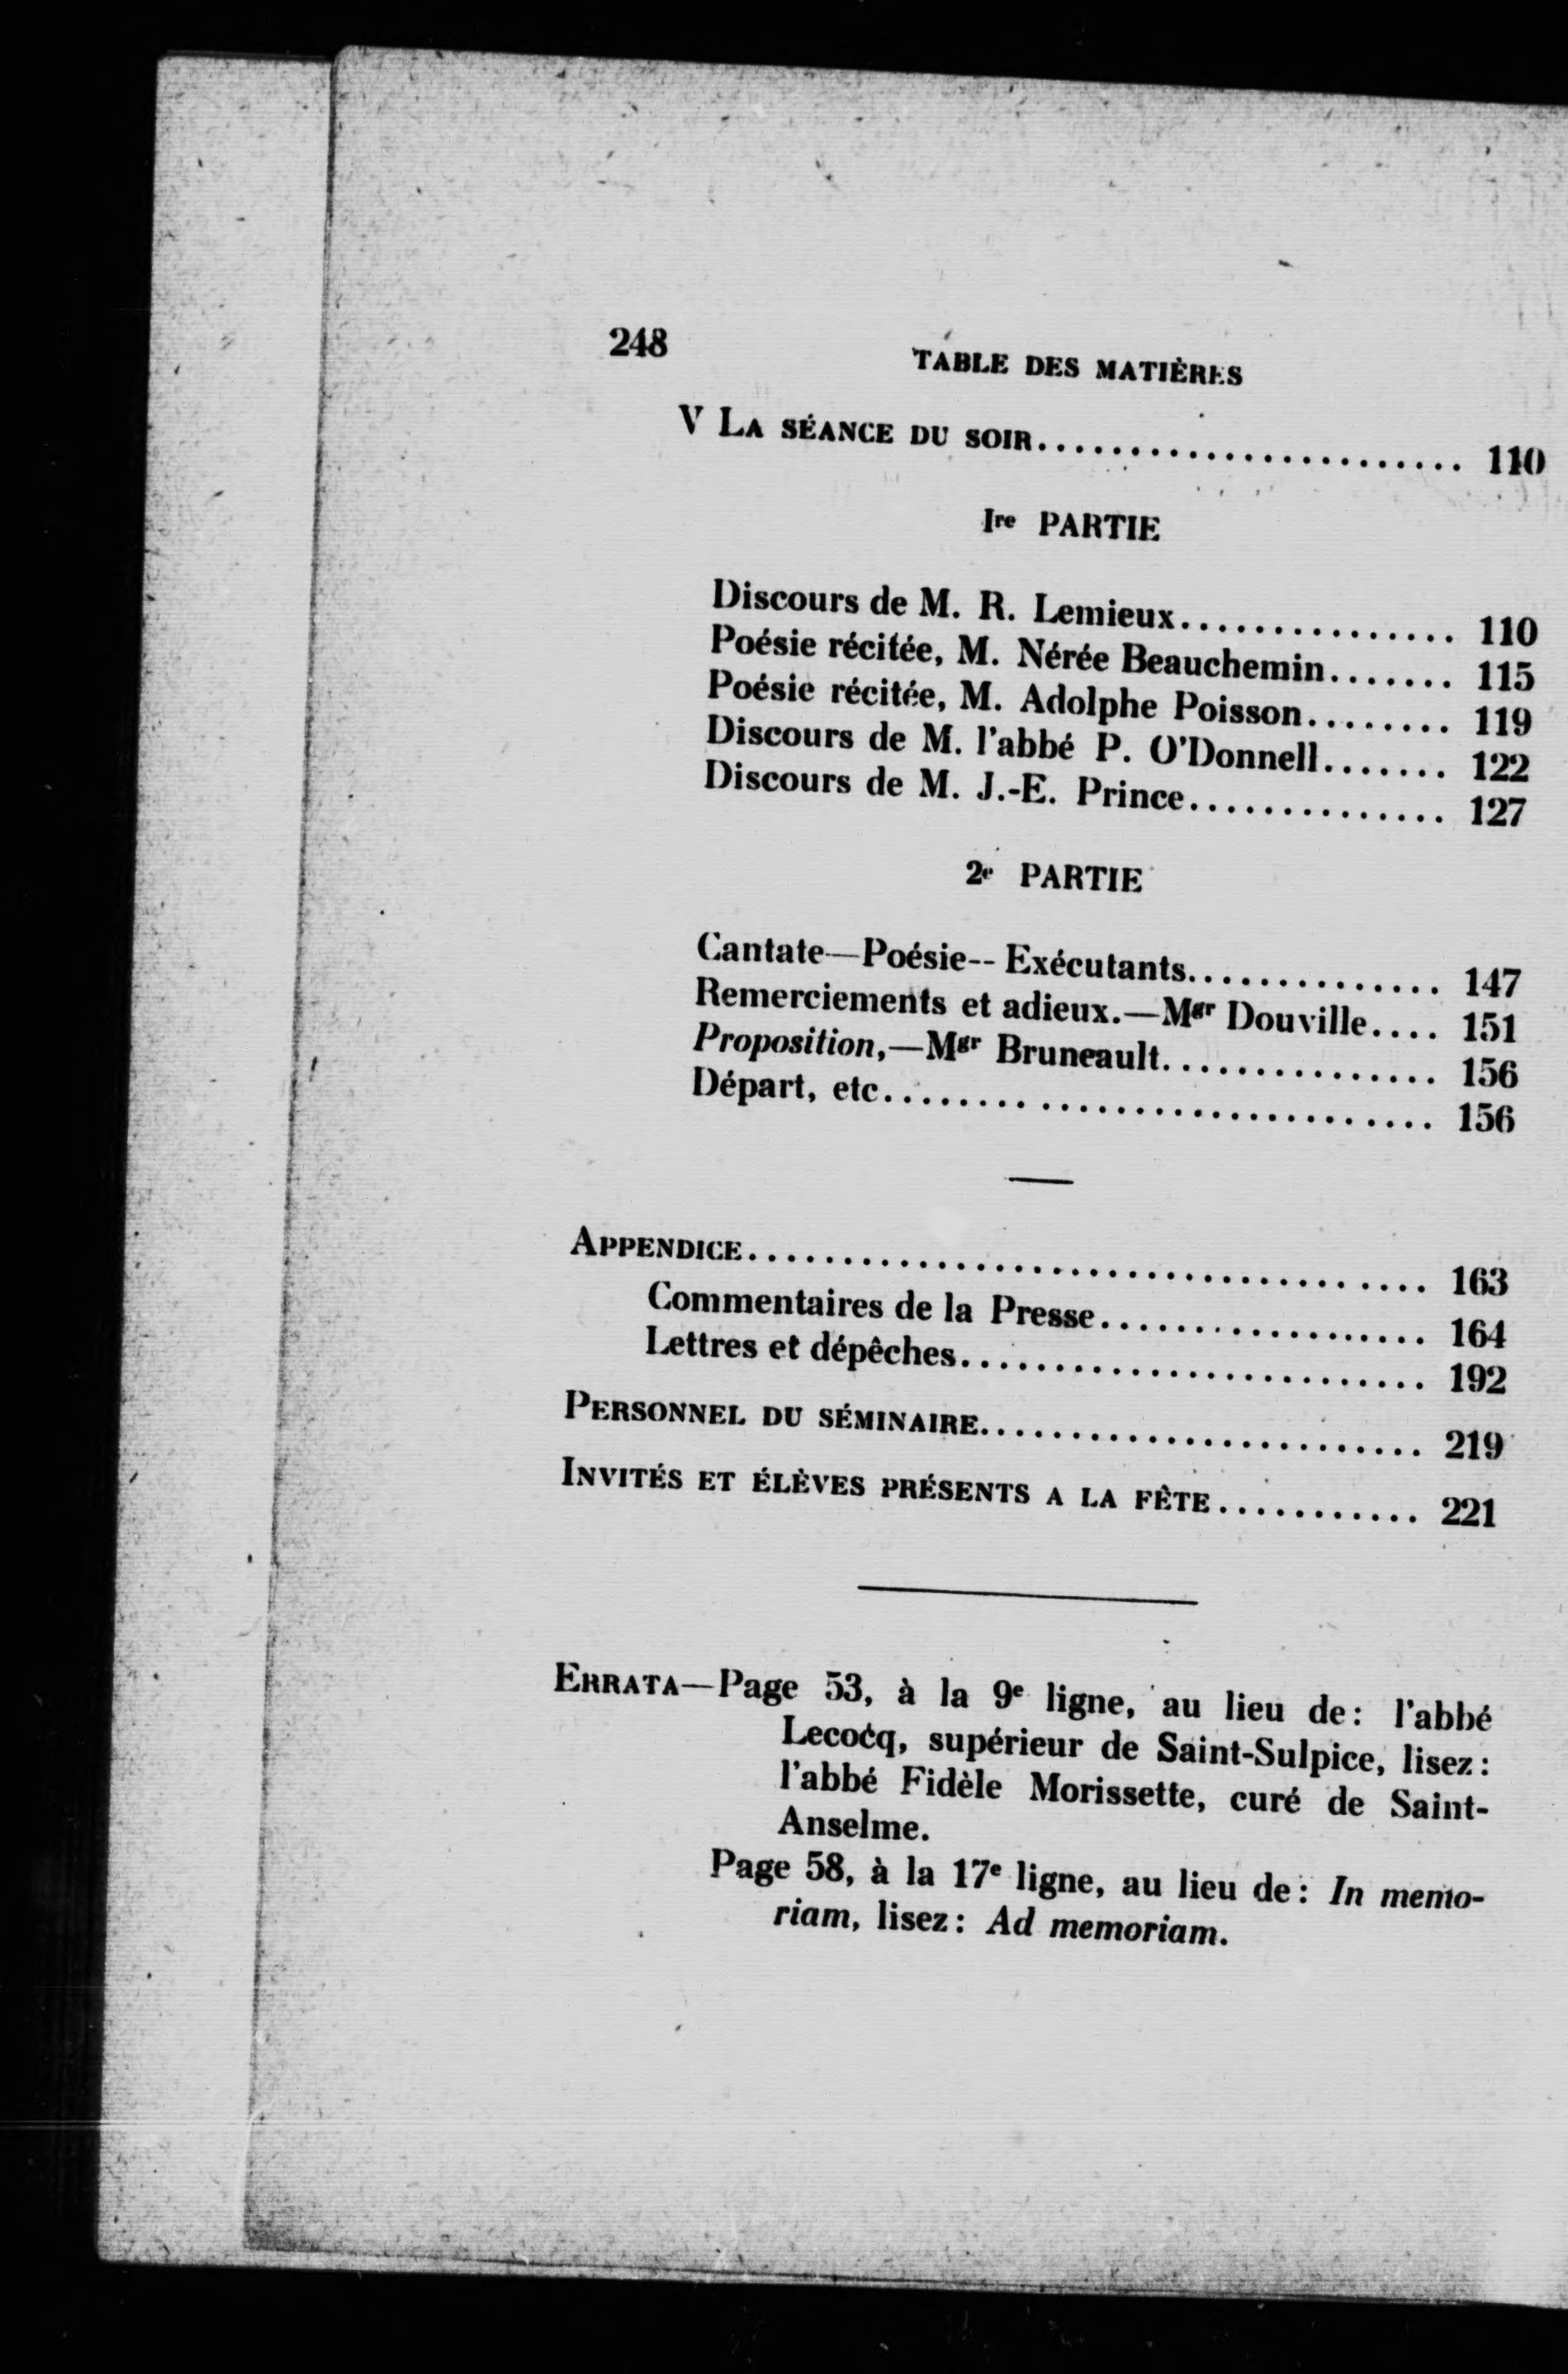 248
TABLE DES MATIÈRES
V LA SÉANCE DU SOIR....................... 110
Ire PARTIE
Discours de M. R. Lemieux............... 110
Poésie récitée, M. Nérée Beauchemin....... 115
Poésie récitée, M. Adolphe Poisson........ 119
Discours de M. l'abbé P. O'Donnell....... 122
Discours de M. J.-E. Prince.............. 127
2e PARTIE
Cantate—Poésie-- Exécutants.............. 147
Remerciements et adieux.—Mgr Douville.... 151
Proposition,—Mgr Bruneault............... 156
Départ, etc.............................. 156
APPENDICE..................................... 163
Commentaires de la Presse.................. 164
Lettres et dépêches......................... 192
PERSONNEL DU SÉMINAIRE........................ 219
INVITÉS ET ÉLÈVES PRÉSENTS A LA FÊTE........... 221
ERRATA—Page 53, à la 9e ligne, au lieu de: l'abbé
Lecocq, supérieur de Saint-Sulpice, lisez:
l'abbé Fidèle Morissette, curé de Saint-
Anselme.
Page 58, à la 17e ligne, au lieu de: In memo-
riam, lisez: Ad memoriam.